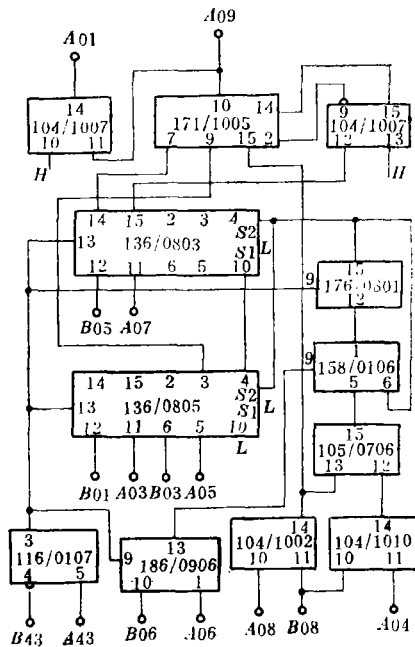 A09
A01
14
104/1007
10 11
H
10 14
171/1005
7 9 15 2
9 15
104/1007
12 13
H
14 15 2 3 4
S2
13 136/0803
S1
L
12 11 6 5 10
B05 A07
15
9 176/0801
2
14 15 2 3 4
S2
13 136/0805
S1
L
12 11 6 5 10
L
B01 A03 B03 A05
1
9 158/0106
5 6
15
105/0706
13 12
3
116/0107
4 5
13
9 186/0906
10 1
14
104/1002
10 11
14
104/1010
10 11
B43 A43 B06 A06 A08 B08 A04